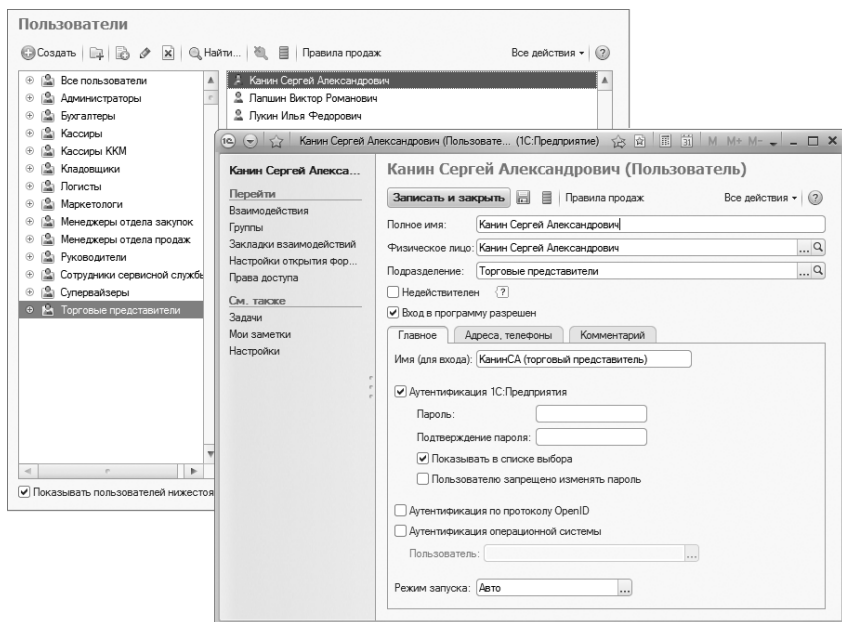 Пользователи
Создать Найти... Правила продаж Все действия
Все пользователи
Администраторы
Бухгалтеры
Кассиры
Кассиры ККМ
Кладовщики
Логисты
Маркетологи
Менеджеры отдела закупок
Менеджеры отдела продаж
Руководители
Сотрудники сервисной службы
Супервайзеры
Торговые представители
Показывать пользователей нижестоя
Канин Сергей Александрович
Лапшин Виктор Романович
Лукин Илья Федорович
Канин Сергей Александрович (Пользовате... (1С:Предприятие) M M+ M-
Канин Сергей Алекса...
Перейти
Взаимодействия
Группы
Закладки взаимодействий
Настройки открытия фор...
Права доступа
См. также
Задачи
Мои заметки
Настройки
Канин Сергей Александрович (Пользователь)
Записать и закрыть Правила продаж Все действия
Полное имя: Канин Сергей Александрович
Физическое лицо: Канин Сергей Александрович ...
Подразделение: Торговые представители ...
Недействителен ?
Вход в программу разрешен
Главное Адреса, телефоны Комментарий
Имя (для входа): КанинСА (торговый представитель)
Аутентификация 1С:Предприятия
Пароль:
Подтверждение пароля:
Показывать в списке выбора
Пользователю запрещено изменять пароль
Аутентификация по протоколу OpenID
Аутентификация операционной системы
Пользователь: ...
Режим запуска: Авто ...